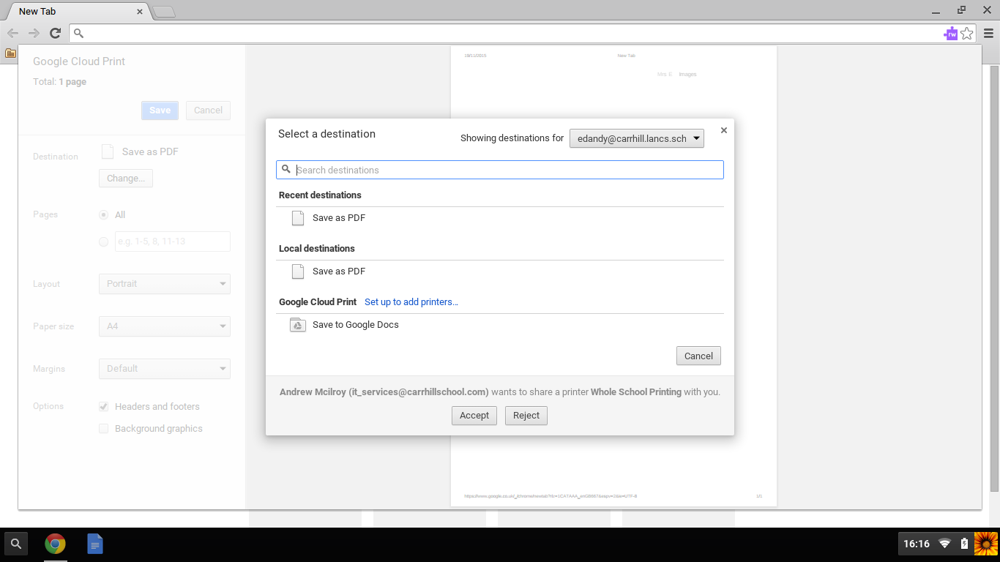 New Tab
rw
Google Cloud Print
Total: 1 page
Save
Cancel
Destination
Save as PDF
Change...
Pages
All
e.g. 1-5, 8, 11-13
Layout
Portrait
Paper size
A4
Margins
Default
Options
Headers and footers
Background graphics
19/11/2015
New Tab
Mrs E
Images
Select a destination
Showing destinations for
edandy@carrhill.lancs.sch
Search destinations
Recent destinations
Save as PDF
Local destinations
Save as PDF
Google Cloud Print
Set up to add printers...
Save to Google Docs
Cancel
Andrew Mcilroy (it_services@carrhillschool.com) wants to share a printer Whole School Printing with you.
Accept
Reject
1/1
16:16